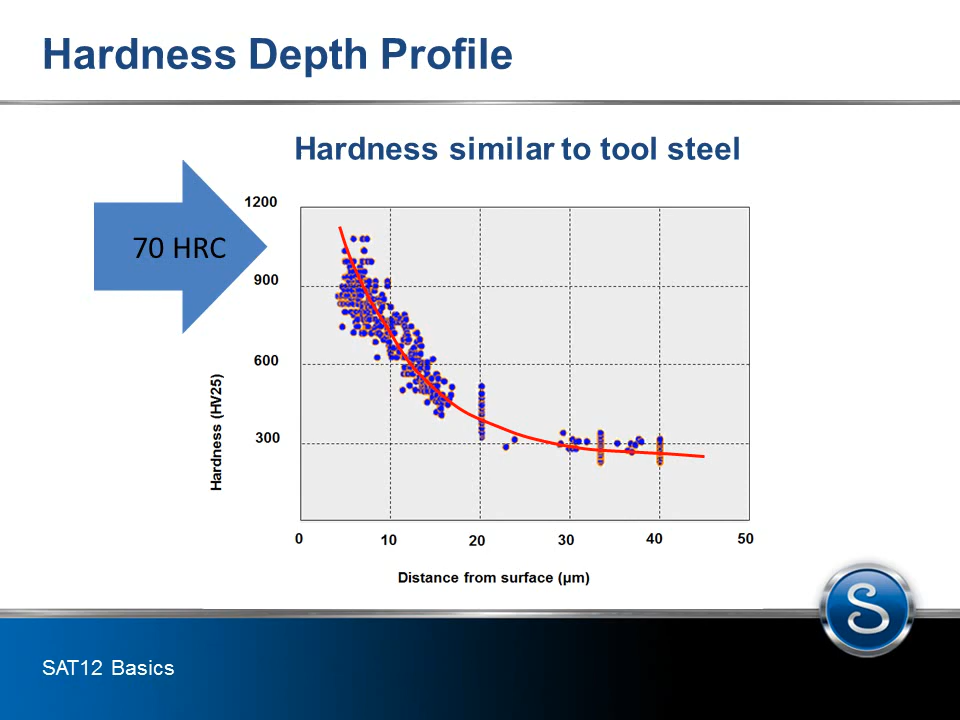 Hardness Depth Profile
Hardness similar to tool steel
70 HRC
1200
900
600
300
Hardness (HV25)
0 10 20 30 40 50
Distance from surface (µm)
S
SAT12 Basics